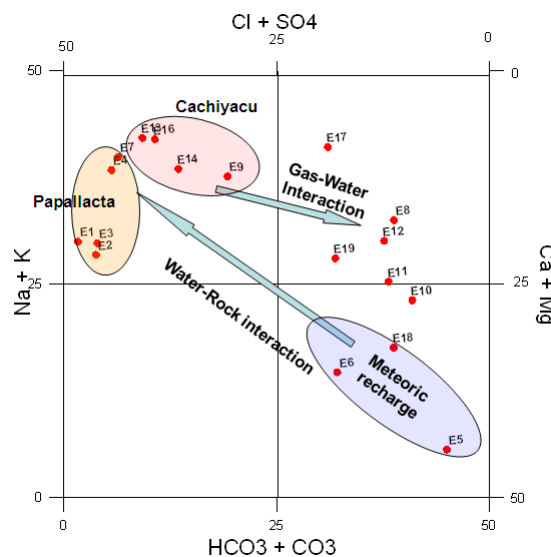 Cl + SO4
50
25
0
50
0
Cachiyacu
E13
E16
E17
E7
E4
E14
E9
Gas-Water
Interaction
Papallacta
E8
E1
E3
E2
E12
E19
Na + K
25
25
Ca + Mg
Water-Rock interaction
E11
E10
E18
E6
Meteoric
recharge
E5
0
50
0
25
50
HCO3 + CO3